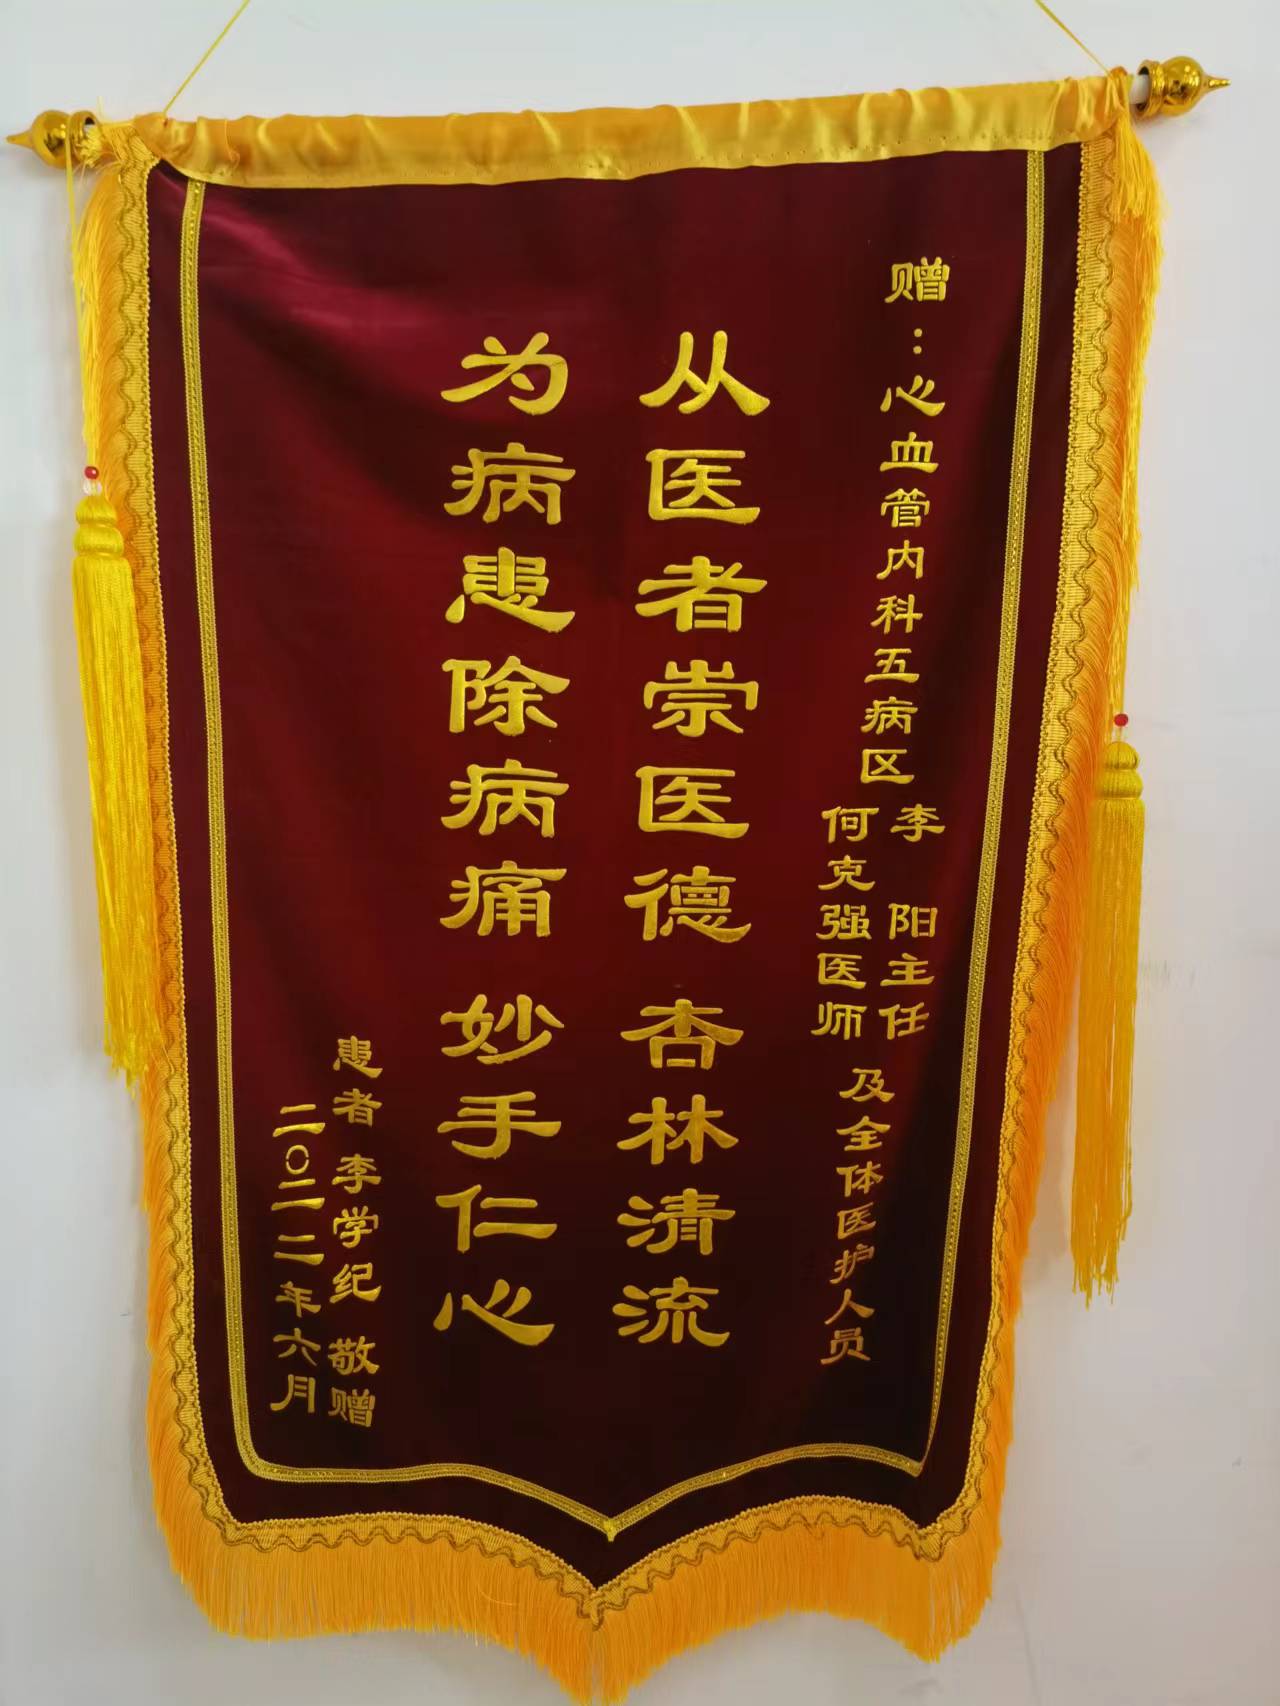 赠：心血管内科五病区
李阳主任
何克强医师
及全体医护人员
从医者崇医德 杏林清流
为病患除病痛 妙手仁心
患者 李学纪 敬赠
二〇二二年六月